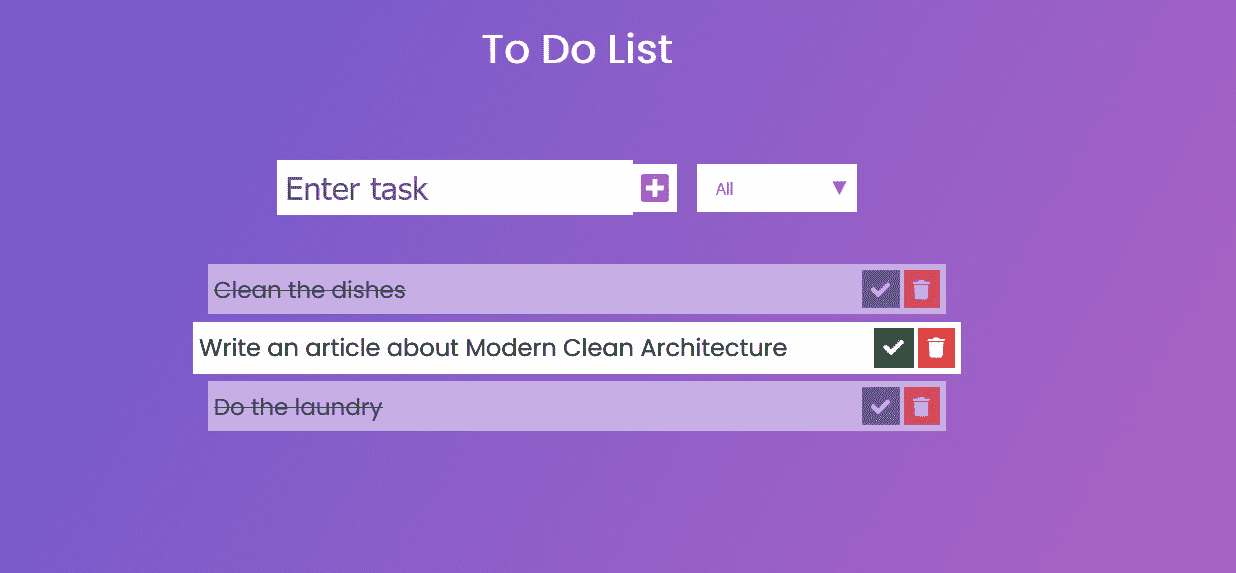 To Do List
Enter task
All
Clean the dishes
Write an article about Modern Clean Architecture
Do the laundry